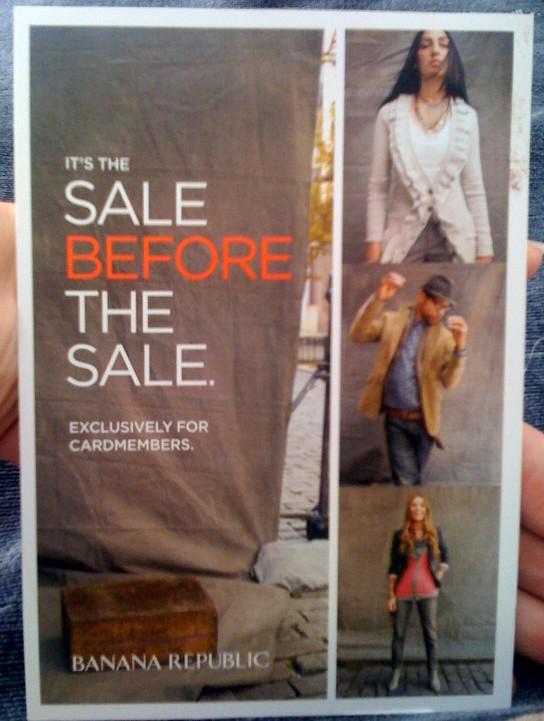 IT'S THE
SALE
BEFORE
THE
SALE.
EXCLUSIVELY FOR
CARDMEMBERS.
BANANA REPUBLIC